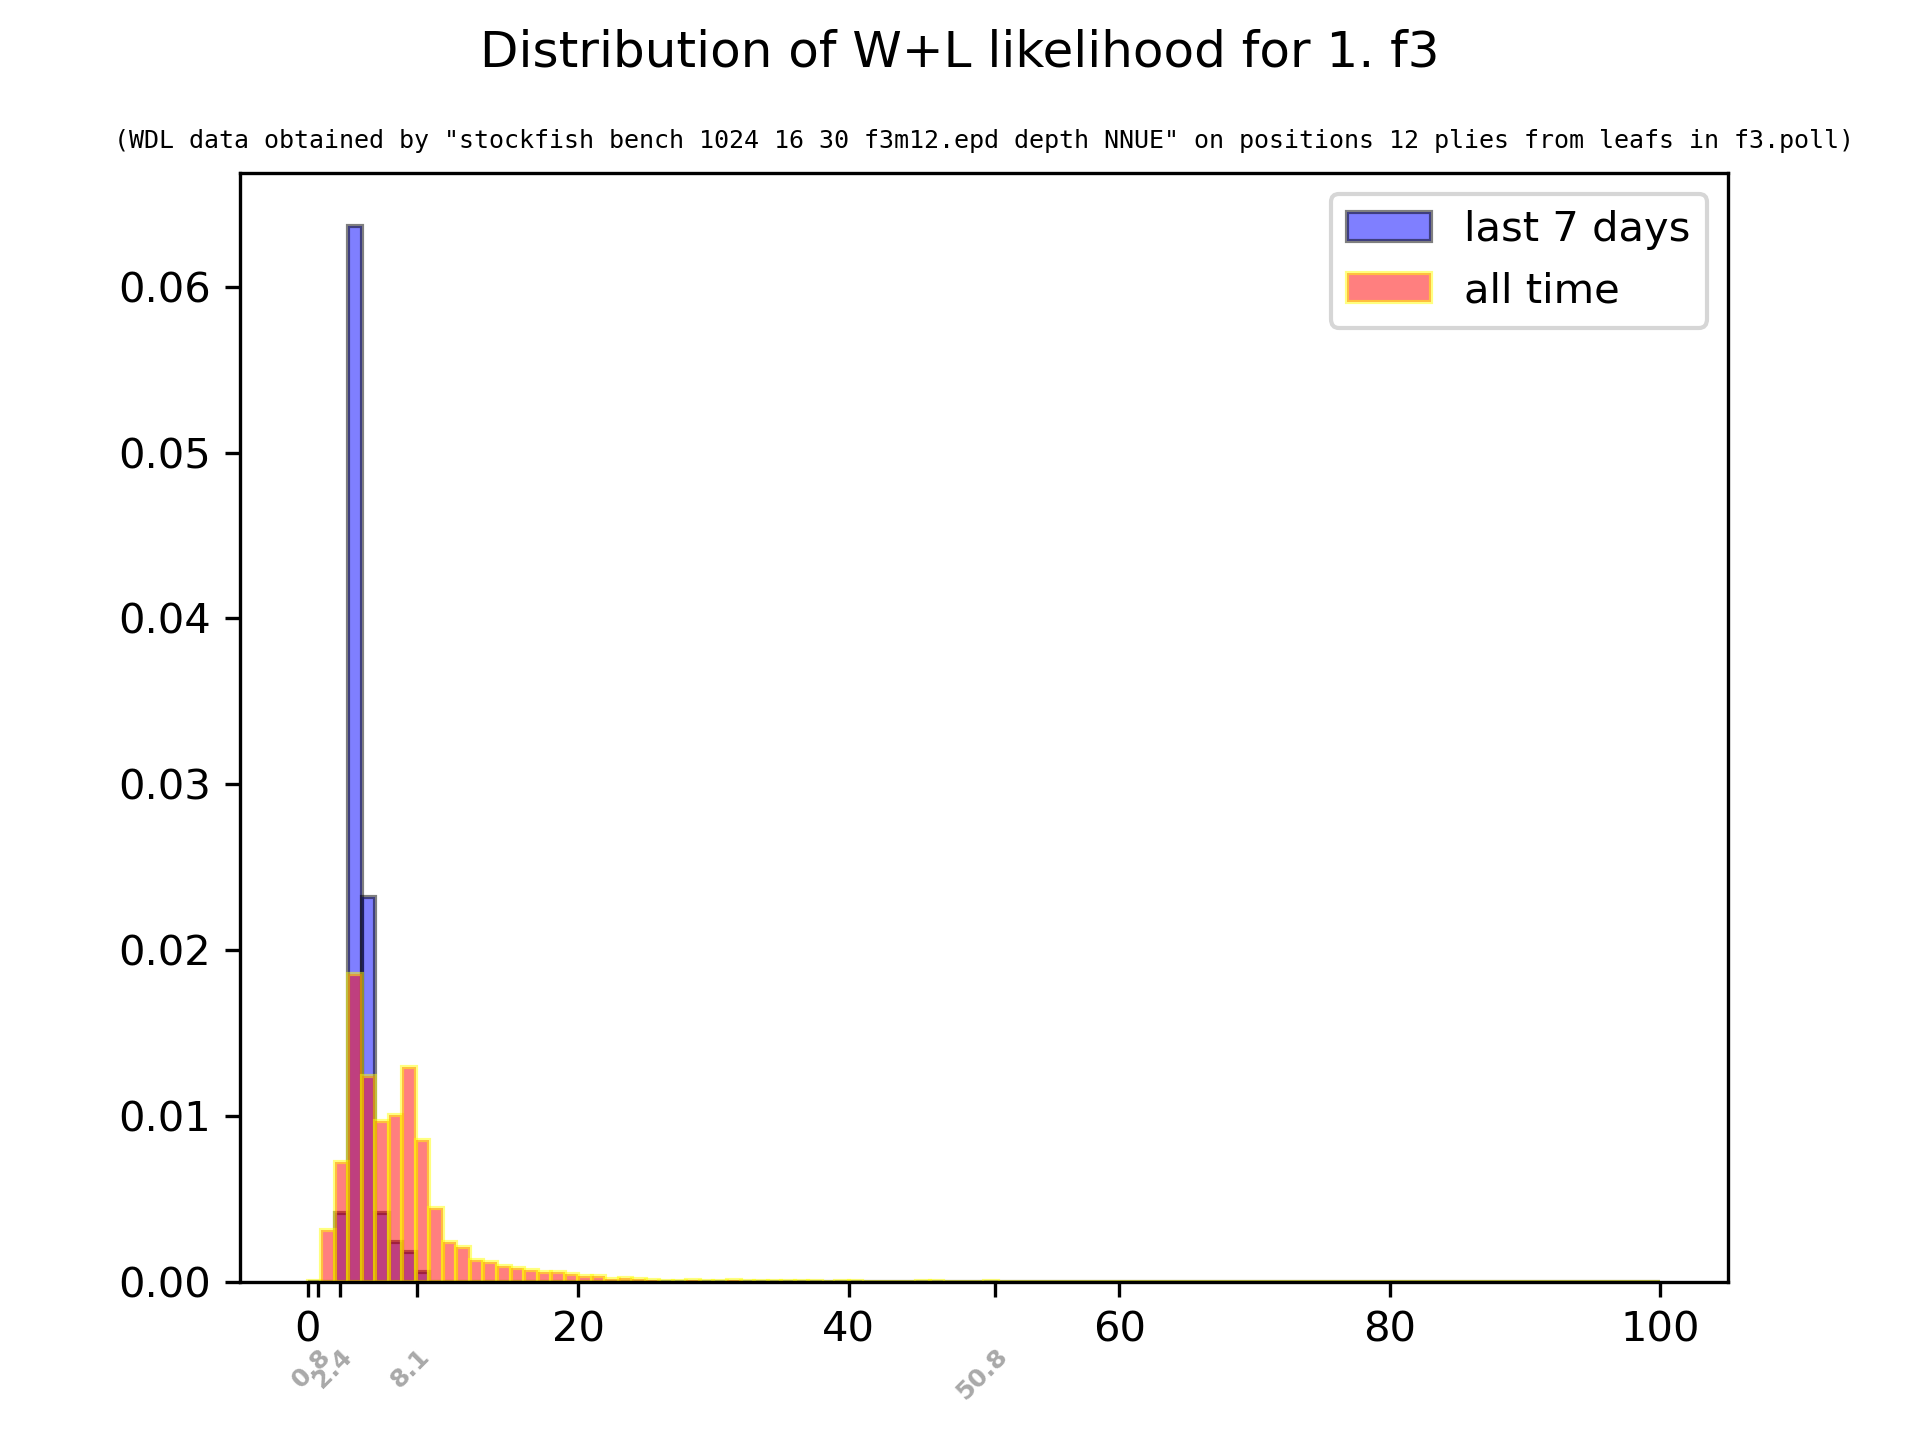 Distribution of W+L likelihood for 1. f3
(WDL data obtained by "stockfish bench 1024 16 30 f3m12.epd depth NNUE" on positions 12 plies from leafs in f3.poll)
last 7 days
all time
0.06
0.05
0.04
0.03
0.02
0.01
0.00
0 20 40 60 80 100
0.8 2.4 8.1 50.8